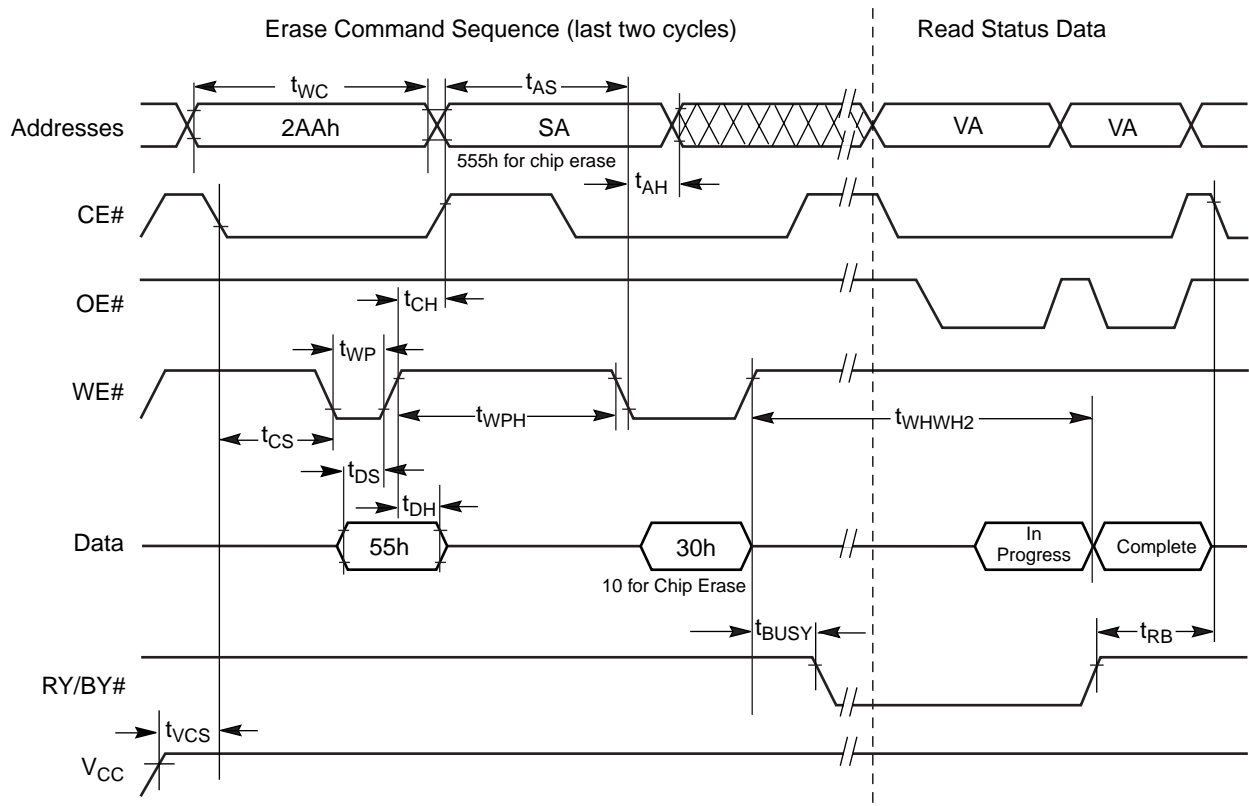 Erase Command Sequence (last two cycles)
Read Status Data
tWC
tAS
Addresses
2AAh
SA
VA
VA
555h for chip erase
tAH
CE#
OE#
tCH
tWP
WE#
tWPH
tWHWH2
tCS
tDS
tDH
Data
55h
30h
In
Progress
Complete
10 for Chip Erase
tBUSY
tRB
RY/BY#
tVCS
VCC